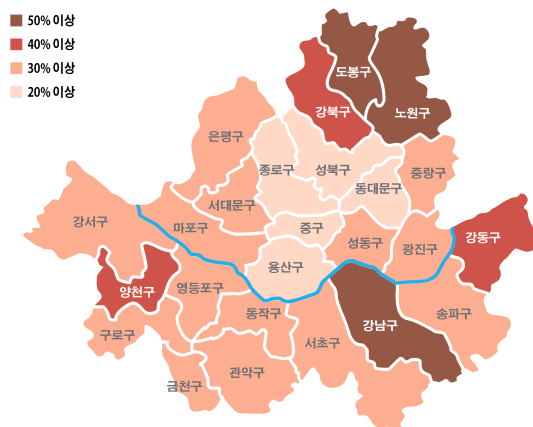 50% 이상
40% 이상
30% 이상
20% 이상
도봉구
강북구
노원구
은평구
종로구
성북구
중랑구
동대문구
서대문구
강서구
마포구
중구
성동구
광진구
강동구
양천구
영등포구
용산구
동작구
송파구
구로구
강남구
서초구
관악구
금천구